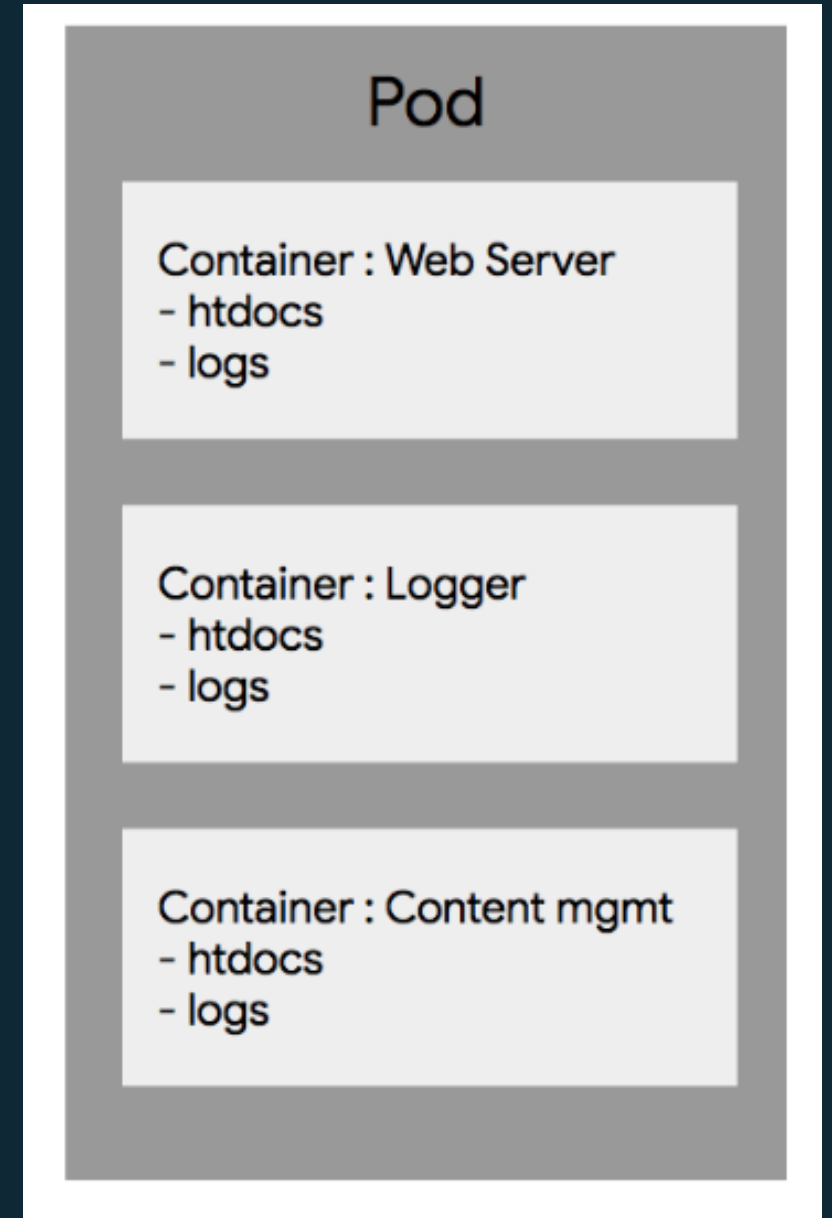 Pod
Container : Web Server
- htdocs
- logs
Container : Logger
- htdocs
- logs
Container : Content mgmt
- htdocs
- logs